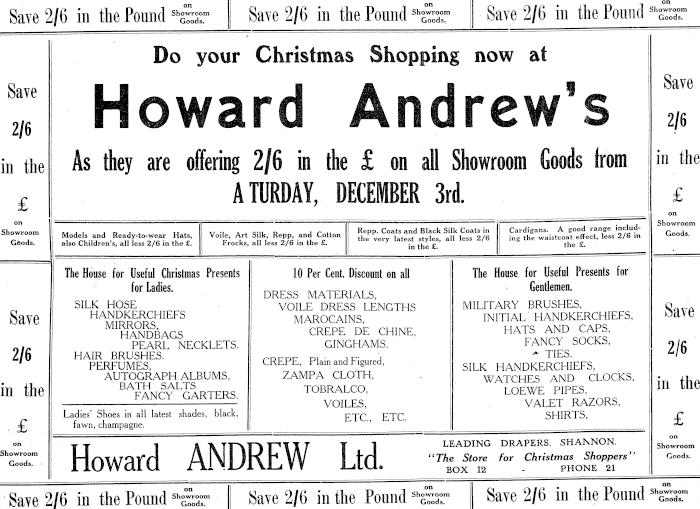 Save 2/6 in the Pound on Showroom Goods.
Save 2/6 in the Pound on Showroom Goods.
Save 2/6 in the Pound on Showroom Goods.
Save
2/6
in the
£
on
Showroom
Goods.
Save
2/6
in the
£
on
Showroom
Goods.
Do your Christmas Shopping now at
Howard Andrew's
As they are offering 2/6 in the £ on all Showroom Goods from
ATURDAY, DECEMBER 3rd.
Models and Ready-to-wear Hats,
also Children's, all less 2/6 in the £.
Voile, Art Silk, Repp, and Cotton
Frocks, all less 2/6 in the £.
Repp. Coats and Black Silk Coats in
the very latest styles, all less 2/6
in the £.
Cardigans. A good range includ-
ing the waistcoat effect, less 2/6 in
the £.
The House for Useful Christmas Presents
for Ladies.
SILK HOSE
HANDKERCHIEFS
MIRRORS,
HANDBAGS
PEARL NECKLETS.
HAIR BRUSHES.
PERFUMES,
AUTOGRAPH ALBUMS,
BATH SALTS
FANCY GARTERS.
Ladies' Shoes in all latest shades, black,
fawn, champagne.
10 Per Cent. Discount on all
DRESS MATERIALS,
VOILE DRESS LENGTHS
MAROCAINS,
CREPE DE CHINE,
GINGHAMS.
CREPE, Plain and Figured,
ZAMPA CLOTH,
TOBRALCO,
VOILES,
ETC., ETC.
The House for Useful Presents for
Gentlemen.
MILITARY BRUSHES,
INITIAL HANDKERCHIEFS,
HATS AND CAPS,
FANCY SOCKS,
TIES.
SILK HANDKERCHIEFS,
WATCHES AND CLOCKS,
LOEWE PIPES,
VALET RAZORS,
SHIRTS,
Howard ANDREW Ltd.
LEADING DRAPERS. SHANNON.
"The Store for Christmas Shoppers"
BOX 12 - PHONE 21
Save
2/6
in the
£
on
Showroom
Goods.
Save
2/6
in the
£
on
Showroom
Goods.
Save 2/6 in the Pound on Showroom Goods.
Save 2/6 in the Pound on Showroom Goods.
Save 2/6 in the Pound on Showroom Goods.